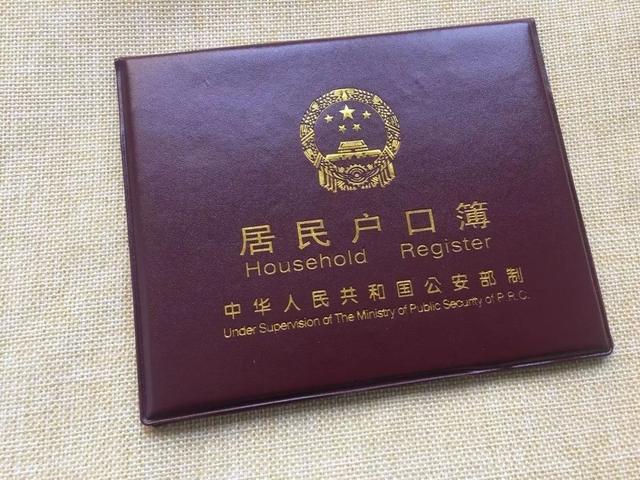 居民户口簿
Household Register
中华人民共和国公安部制
Under Supervision of The Ministry of Public Security of P.R.C.